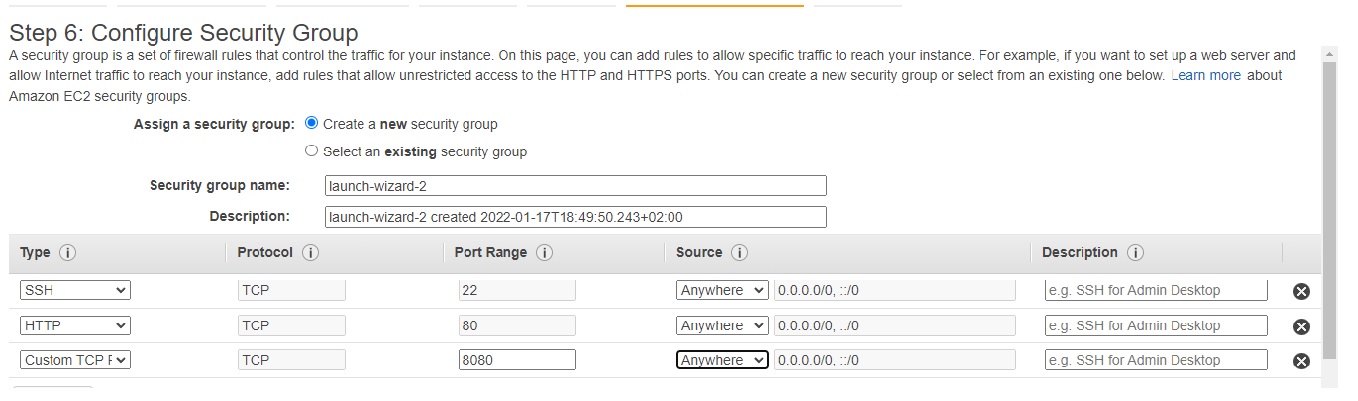 Step 6: Configure Security Group
A security group is a set of firewall rules that control the traffic for your instance. On this page, you can add rules to allow specific traffic to reach your instance. For example, if you want to set up a web server and
allow Internet traffic to reach your instance, add rules that allow unrestricted access to the HTTP and HTTPS ports. You can create a new security group or select from an existing one below. Learn more about
Amazon EC2 security groups.
Assign a security group: Create a new security group
Select an existing security group
Security group name: launch-wizard-2
Description: launch-wizard-2 created 2022-01-17T18:49:50.243+02:00
Type i Protocol i Port Range i Source i Description i
SSH TCP 22 Anywhere 0.0.0.0/0, ::/0 e.g. SSH for Admin Desktop
HTTP TCP 80 Anywhere 0.0.0.0/0, ::/0 e.g. SSH for Admin Desktop
Custom TCP F TCP 8080 Anywhere 0.0.0.0/0, ::/0 e.g. SSH for Admin Desktop